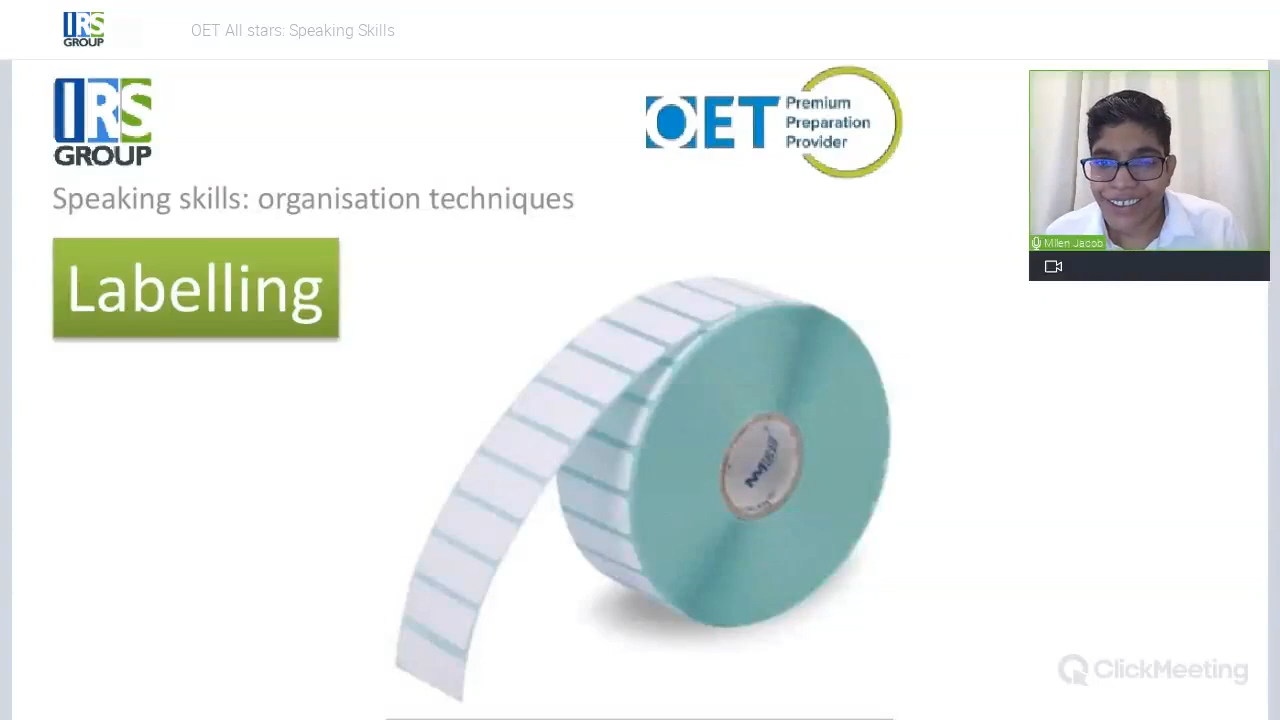 IRS
GROUP
OET All stars: Speaking Skills
IRS
GROUP
OET
Premium
Preparation
Provider
Speaking skills: organisation techniques
Labelling
Milen Jacob
ClickMeeting